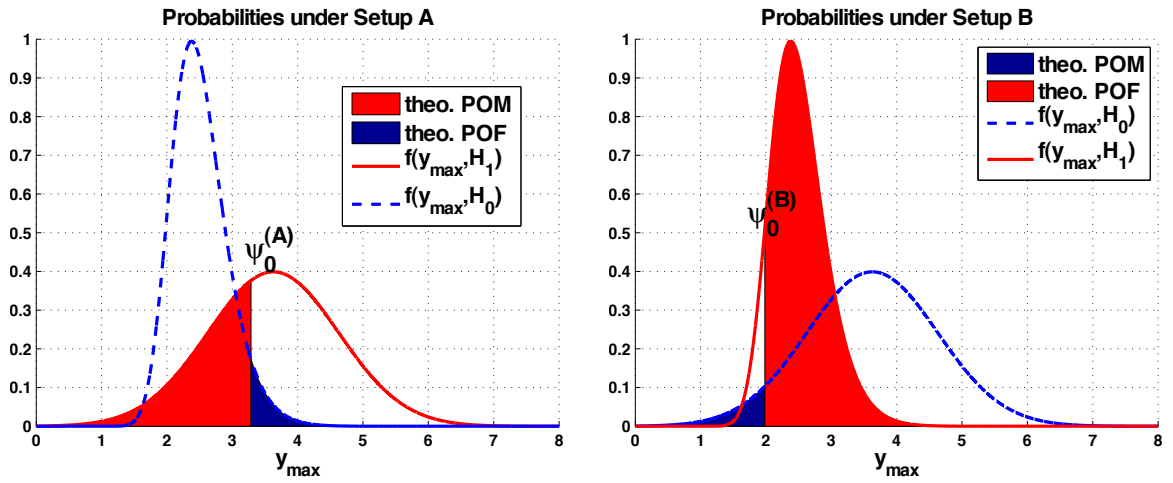 Probabilities under Setup A
1
0.9
0.8
0.7
0.6
0.5
0.4
0.3
0.2
0.1
0
0 1 2 3 4 5 6 7 8
y_max
theo. POM
theo. POF
f(y_max,H_1)
f(y_max,H_0)
ψ_0^(A)
Probabilities under Setup B
1
0.9
0.8
0.7
0.6
0.5
0.4
0.3
0.2
0.1
0
0 1 2 3 4 5 6 7 8
y_max
theo. POM
theo. POF
f(y_max,H_0)
f(y_max,H_1)
ψ_0^(B)